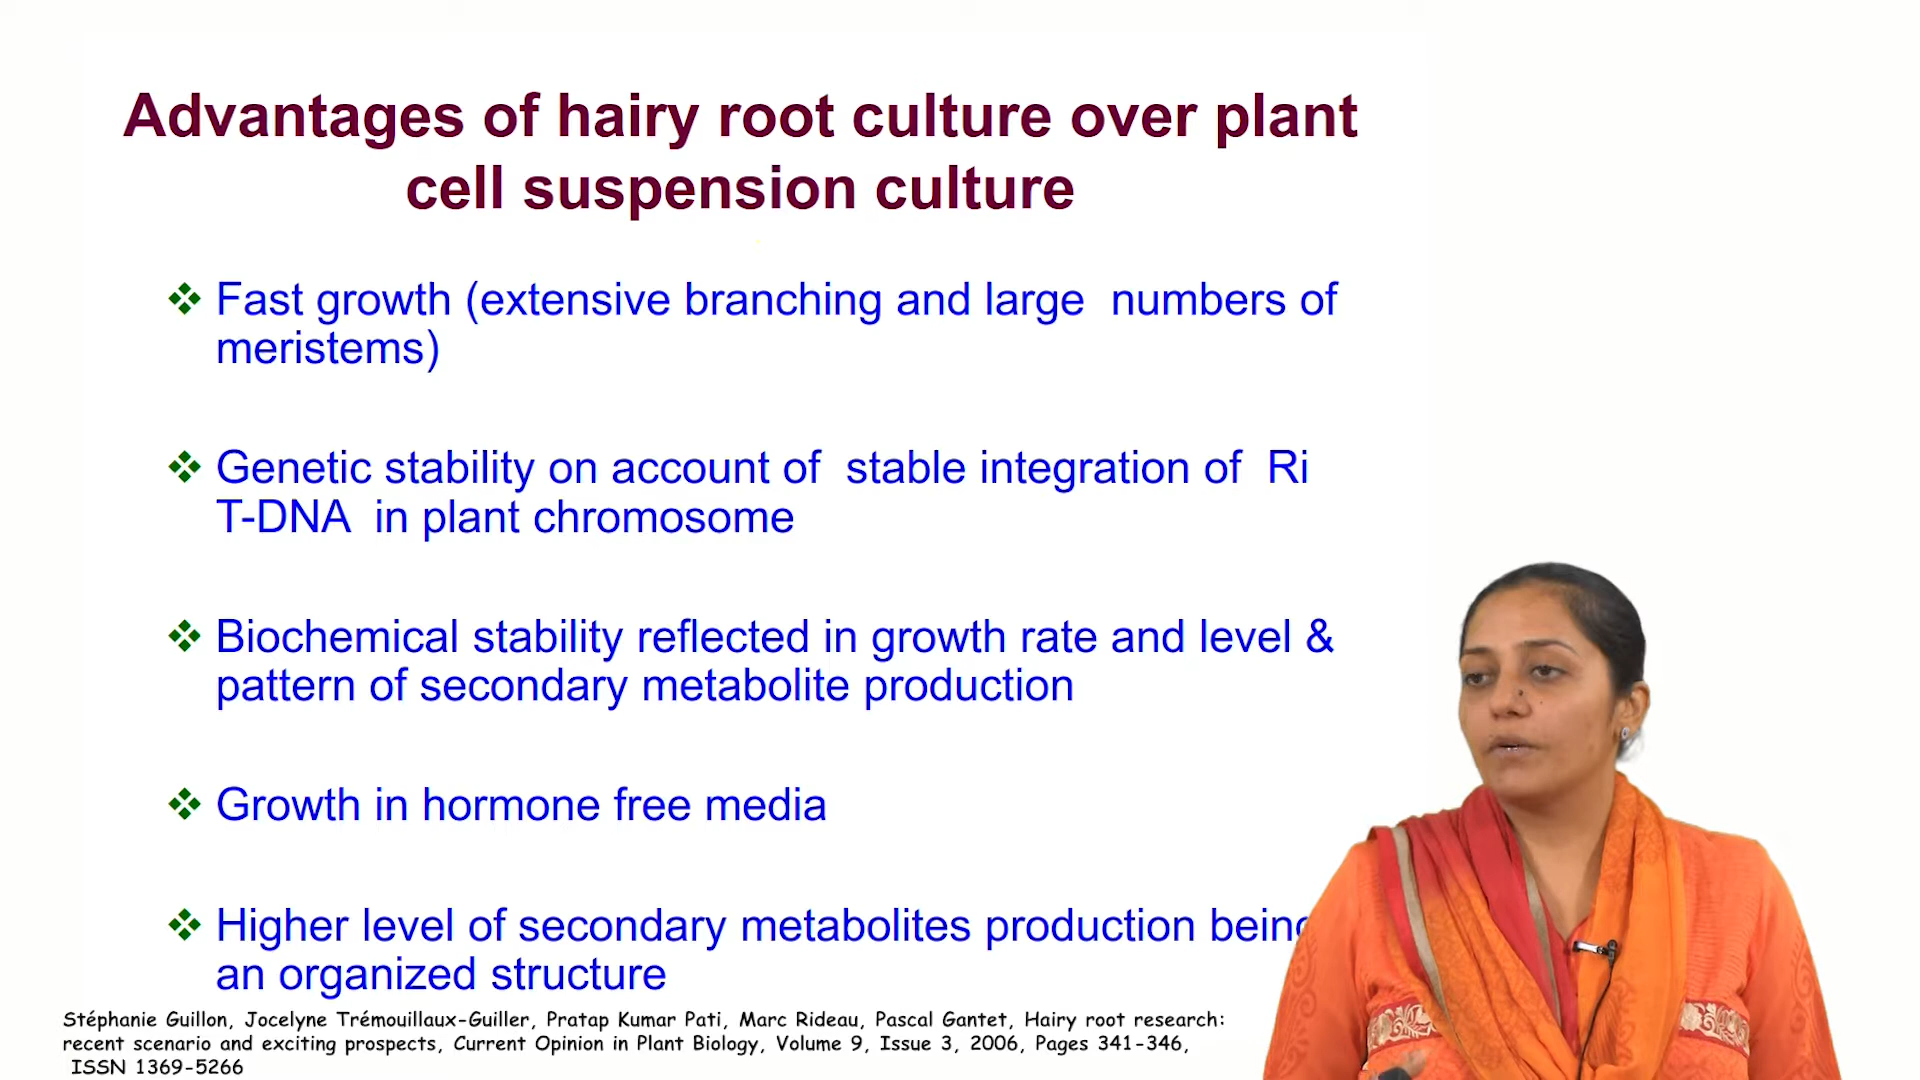 Advantages of hairy root culture over plant
cell suspension culture
Fast growth (extensive branching and large numbers of
meristems)
Genetic stability on account of stable integration of Ri
T-DNA in plant chromosome
Biochemical stability reflected in growth rate and level &
pattern of secondary metabolite production
Growth in hormone free media
Higher level of secondary metabolites production being
an organized structure
Stéphanie Guillon, Jocelyne Trémouillaux-Guiller, Pratap Kumar Pati, Marc Rideau, Pascal Gantet, Hairy root research:
recent scenario and exciting prospects, Current Opinion in Plant Biology, Volume 9, Issue 3, 2006, Pages 341-346,
ISSN 1369-5266